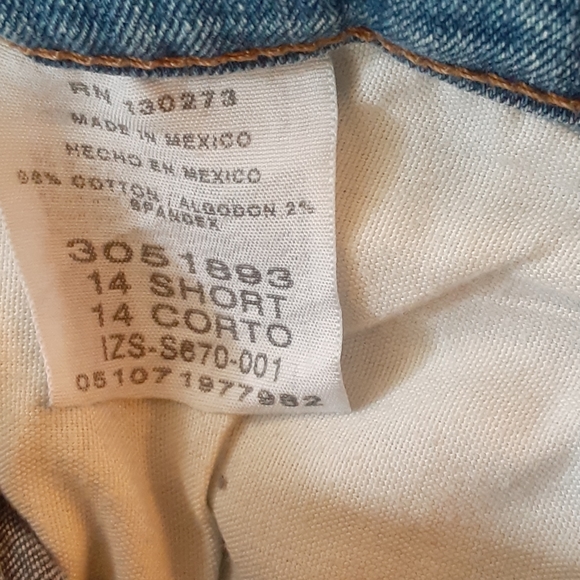 RN 130273
MADE IN MEXICO
HECHO EN MEXICO
98% COTTON / ALGODON 2%
SPANDEX
3051893
14 SHORT
14 CORTO
IZS-S670-001
051071977982